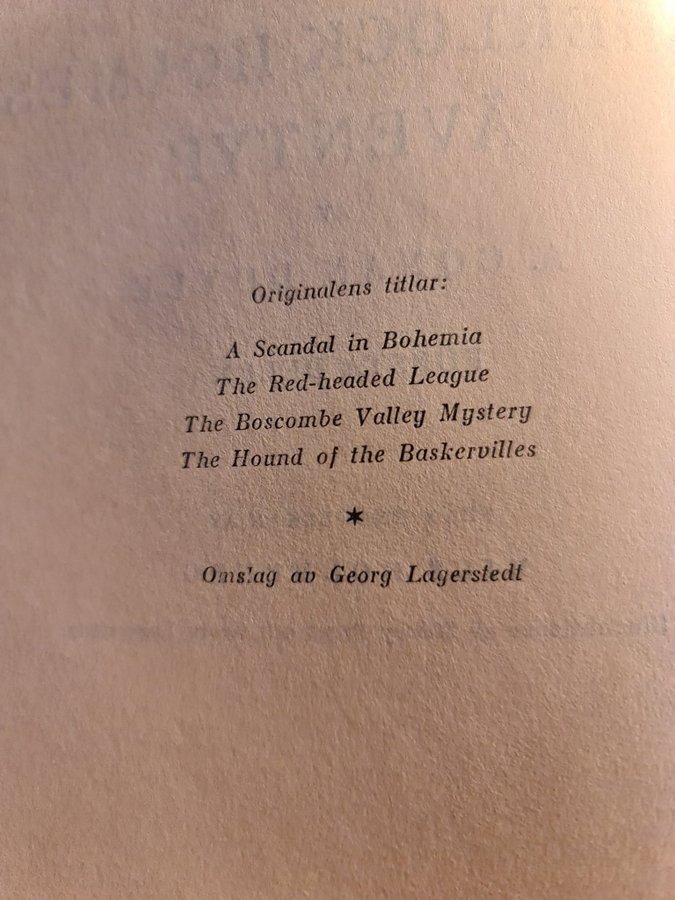 Originalens titlar:
A Scandal in Bohemia
The Red-headed League
The Boscombe Valley Mystery
The Hound of the Baskervilles
✶
Omslag av Georg Lagerstedt